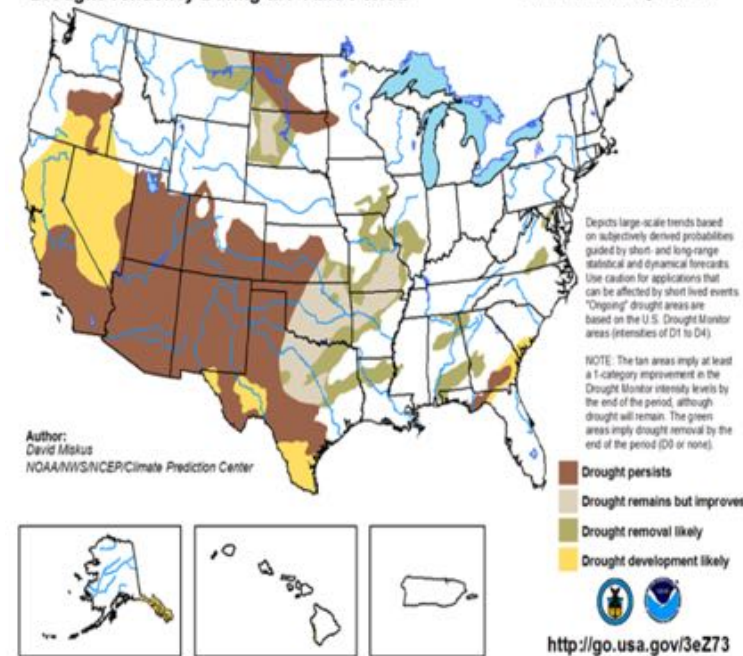 Depicts large-scale trends based
on subjectively derived probabilities
guided by short- and long-range
statistical and dynamical forecasts.
Use caution for applications that
can be affected by short lived events.
"Ongoing" drought areas are
based on the U.S. Drought Monitor
areas (intensities of D1 to D4).
NOTE: The tan areas imply at least
a 1-category improvement in the
Drought Monitor intensity levels by
the end of the period, although
drought will remain. The green
areas imply drought removal by the
end of the period (D0 or none).
Author:
David Miskus
NOAA/NWS/NCEP/Climate Prediction Center
Drought persists
Drought remains but improves
Drought removal likely
Drought development likely
http://go.usa.gov/3eZ73